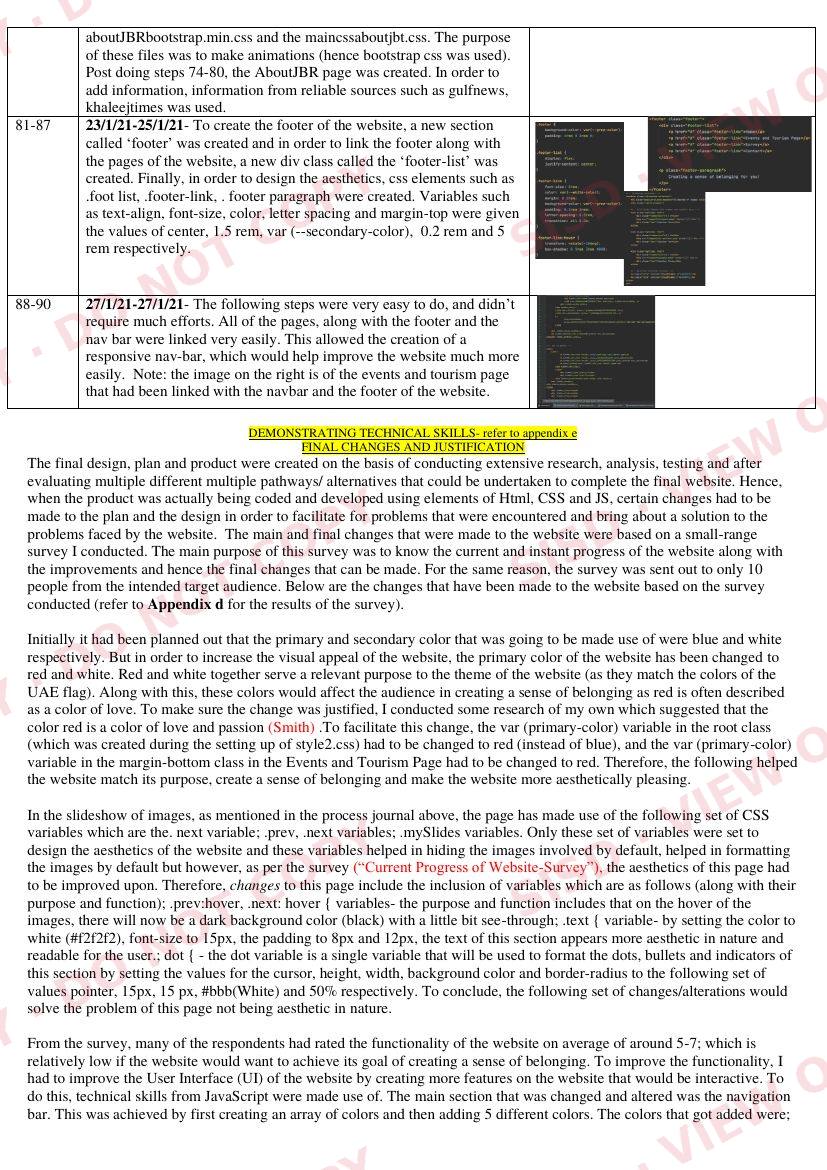 aboutJBRbootstrap.min.css and the maincssaboutjbt.css. The purpose
of these files was to make animations (hence bootstrap css was used).
Post doing steps 74-80, the AboutJBR page was created. In order to
add information, information from reliable sources such as gulfnews,
khaleejtimes was used.
81-87
23/1/21-25/1/21- To create the footer of the website, a new section
called ‘footer’ was created and in order to link the footer along with
the pages of the website, a new div class called the ‘footer-list’ was
created. Finally, in order to design the aesthetics, css elements such as
.foot list, .footer-link, . footer paragraph were created. Variables such
as text-align, font-size, color, letter spacing and margin-top were given
the values of center, 1.5 rem, var (--secondary-color),  0.2 rem and 5
rem respectively.
88-90
27/1/21-27/1/21- The following steps were very easy to do, and didn’t
require much efforts. All of the pages, along with the footer and the
nav bar were linked very easily. This allowed the creation of a
responsive nav-bar, which would help improve the website much more
easily.  Note: the image on the right is of the events and tourism page
that had been linked with the navbar and the footer of the website.
DEMONSTRATING TECHNICAL SKILLS- refer to appendix e
FINAL CHANGES AND JUSTIFICATION
The final design, plan and product were created on the basis of conducting extensive research, analysis, testing and after
evaluating multiple different multiple pathways/ alternatives that could be undertaken to complete the final website. Hence,
when the product was actually being coded and developed using elements of Html, CSS and JS, certain changes had to be
made to the plan and the design in order to facilitate for problems that were encountered and bring about a solution to the
problems faced by the website.  The main and final changes that were made to the website were based on a small-range
survey I conducted. The main purpose of this survey was to know the current and instant progress of the website along with
the improvements and hence the final changes that can be made. For the same reason, the survey was sent out to only 10
people from the intended target audience. Below are the changes that have been made to the website based on the survey
conducted (refer to Appendix d for the results of the survey).
Initially it had been planned out that the primary and secondary color that was going to be made use of were blue and white
respectively. But in order to increase the visual appeal of the website, the primary color of the website has been changed to
red and white. Red and white together serve a relevant purpose to the theme of the website (as they match the colors of the
UAE flag). Along with this, these colors would affect the audience in creating a sense of belonging as red is often described
as a color of love. To make sure the change was justified, I conducted some research of my own which suggested that the
color red is a color of love and passion (Smith) .To facilitate this change, the var (primary-color) variable in the root class
(which was created during the setting up of style2.css) had to be changed to red (instead of blue), and the var (primary-color)
variable in the margin-bottom class in the Events and Tourism Page had to be changed to red. Therefore, the following helped
the website match its purpose, create a sense of belonging and make the website more aesthetically pleasing.
In the slideshow of images, as mentioned in the process journal above, the page has made use of the following set of CSS
variables which are the. next variable; .prev, .next variables; .mySlides variables. Only these set of variables were set to
design the aesthetics of the website and these variables helped in hiding the images involved by default, helped in formatting
the images by default but however, as per the survey (“Current Progress of Website-Survey”), the aesthetics of this page had
to be improved upon. Therefore, changes to this page include the inclusion of variables which are as follows (along with their
purpose and function); .prev:hover, .next: hover { variables- the purpose and function includes that on the hover of the
images, there will now be a dark background color (black) with a little bit see-through; .text { variable- by setting the color to
white (#f2f2f2), font-size to 15px, the padding to 8px and 12px, the text of this section appears more aesthetic in nature and
readable for the user.; dot { - the dot variable is a single variable that will be used to format the dots, bullets and indicators of
this section by setting the values for the cursor, height, width, background color and border-radius to the following set of
values pointer, 15px, 15 px, #bbb(White) and 50% respectively. To conclude, the following set of changes/alterations would
solve the problem of this page not being aesthetic in nature.
From the survey, many of the respondents had rated the functionality of the website on average of around 5-7; which is
relatively low if the website would want to achieve its goal of creating a sense of belonging. To improve the functionality, I
had to improve the User Interface (UI) of the website by creating more features on the website that would be interactive. To
do this, technical skills from JavaScript were made use of. The main section that was changed and altered was the navigation
bar. This was achieved by first creating an array of colors and then adding 5 different colors. The colors that got added were;